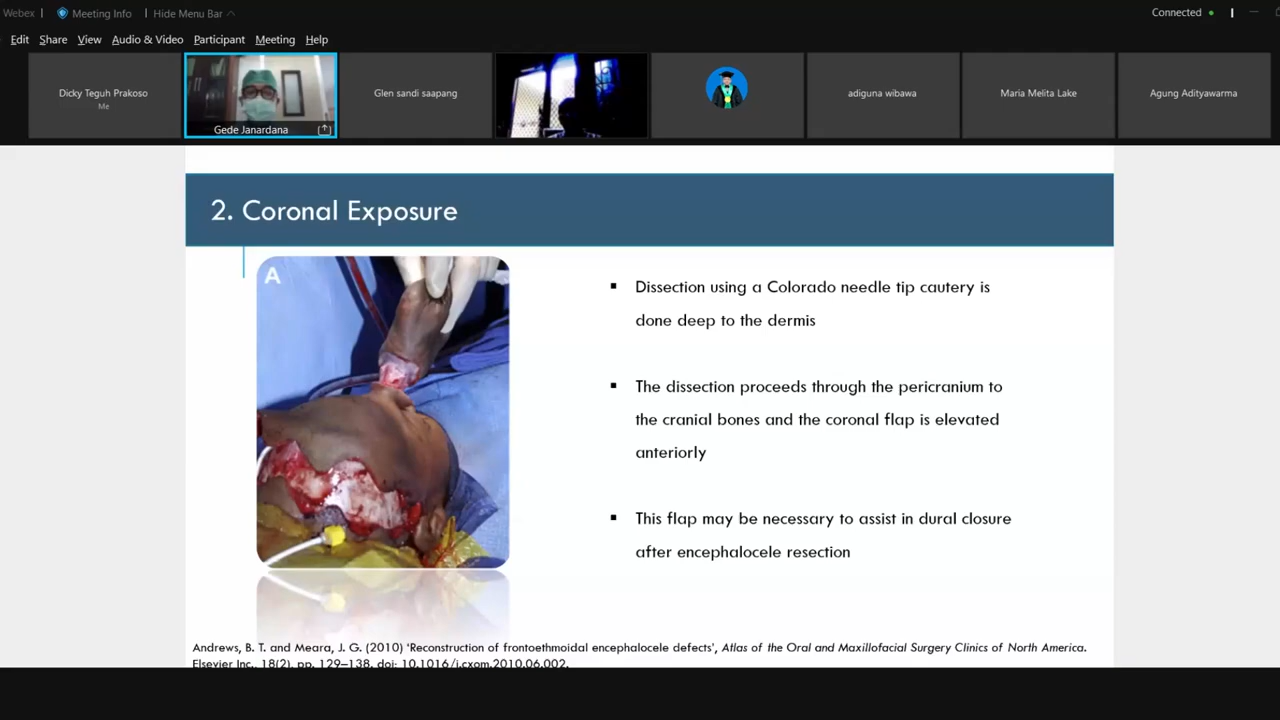 Webex
Meeting Info
Hide Menu Bar
Connected
Edit Share View Audio & Video Participant Meeting Help
Dicky Teguh Prakoso
Me
Gede Janardana
Glen sandi saapang
adiguna wibawa
Maria Melita Lake
Agung Adityawarma
2. Coronal Exposure
A
▪ Dissection using a Colorado needle tip cautery is
done deep to the dermis
▪ The dissection proceeds through the pericranium to
the cranial bones and the coronal flap is elevated
anteriorly
▪ This flap may be necessary to assist in dural closure
after encephalocele resection
Andrews, B. T. and Meara, J. G. (2010) 'Reconstruction of frontoethmoidal encephalocele defects', Atlas of the Oral and Maxillofacial Surgery Clinics of North America.
Elsevier Inc., 18(2), pp. 129–138. doi: 10.1016/j.cxom.2010.06.002.